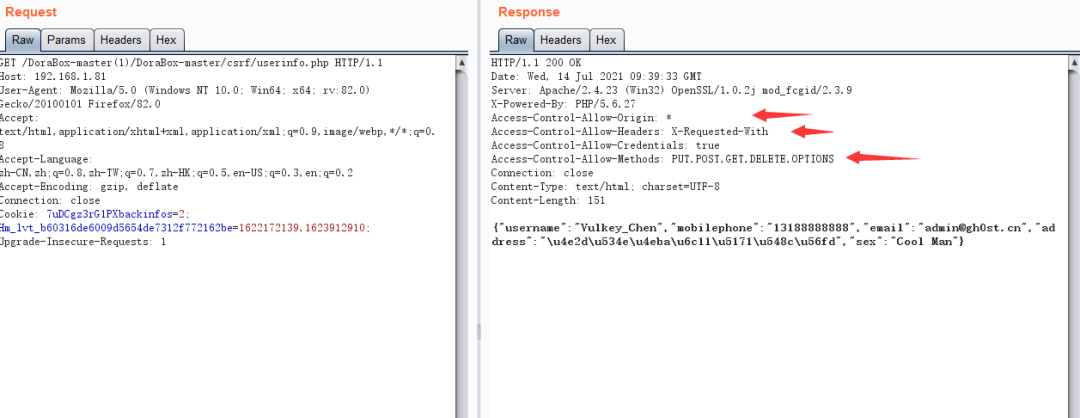 Request
Raw Params Headers Hex
GET /DoraBox-master(1)/DoraBox-master/csrf/userinfo.php HTTP/1.1
Host: 192.168.1.81
User-Agent: Mozilla/5.0 (Windows NT 10.0; Win64; x64; rv:82.0)
Gecko/20100101 Firefox/82.0
Accept:
text/html,application/xhtml+xml,application/xml;q=0.9,image/webp,*/*;q=0.
8
Accept-Language:
zh-CN,zh;q=0.8,zh-TW;q=0.7,zh-HK;q=0.5,en-US;q=0.3,en;q=0.2
Accept-Encoding: gzip, deflate
Connection: close
Cookie: 7uDCgz3rG1PXbackinfos=2;
Hm_lvt_b60316de6009d5654de7312f772162be=1622172139,1623912910;
Upgrade-Insecure-Requests: 1
Response
Raw Headers Hex
HTTP/1.1 200 OK
Date: Wed, 14 Jul 2021 09:39:33 GMT
Server: Apache/2.4.23 (Win32) OpenSSL/1.0.2j mod_fcgid/2.3.9
X-Powered-By: PHP/5.6.27
Access-Control-Allow-Origin: *
Access-Control-Allow-Headers: X-Requested-With
Access-Control-Allow-Credentials: true
Access-Control-Allow-Methods: PUT,POST,GET,DELETE,OPTIONS
Connection: close
Content-Type: text/html; charset=UTF-8
Content-Length: 151
{"username":"Vulkey_Chen","mobilephone":"13188888888","email":"admin@gh0st.cn","ad
dress":"\u4e2d\u534e\u4eba\u6c11\u5171\u548c\u56fd","sex":"Cool Man"}